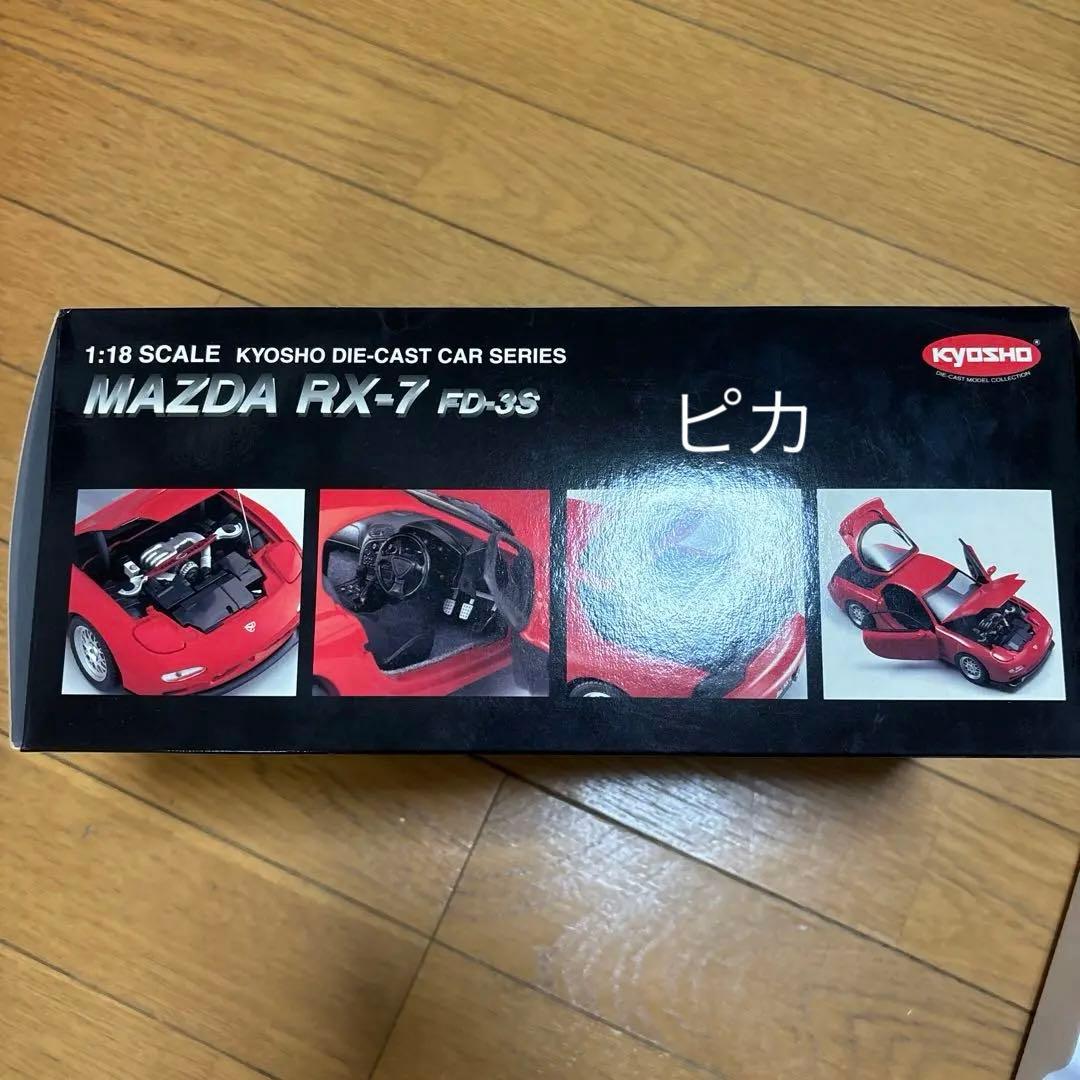 1:18 SCALE KYOSHO DIE-CAST CAR SERIES
MAZDA RX-7 FD-3S
KYOSHO®
DIE-CAST MODEL COLLECTION
ピカ